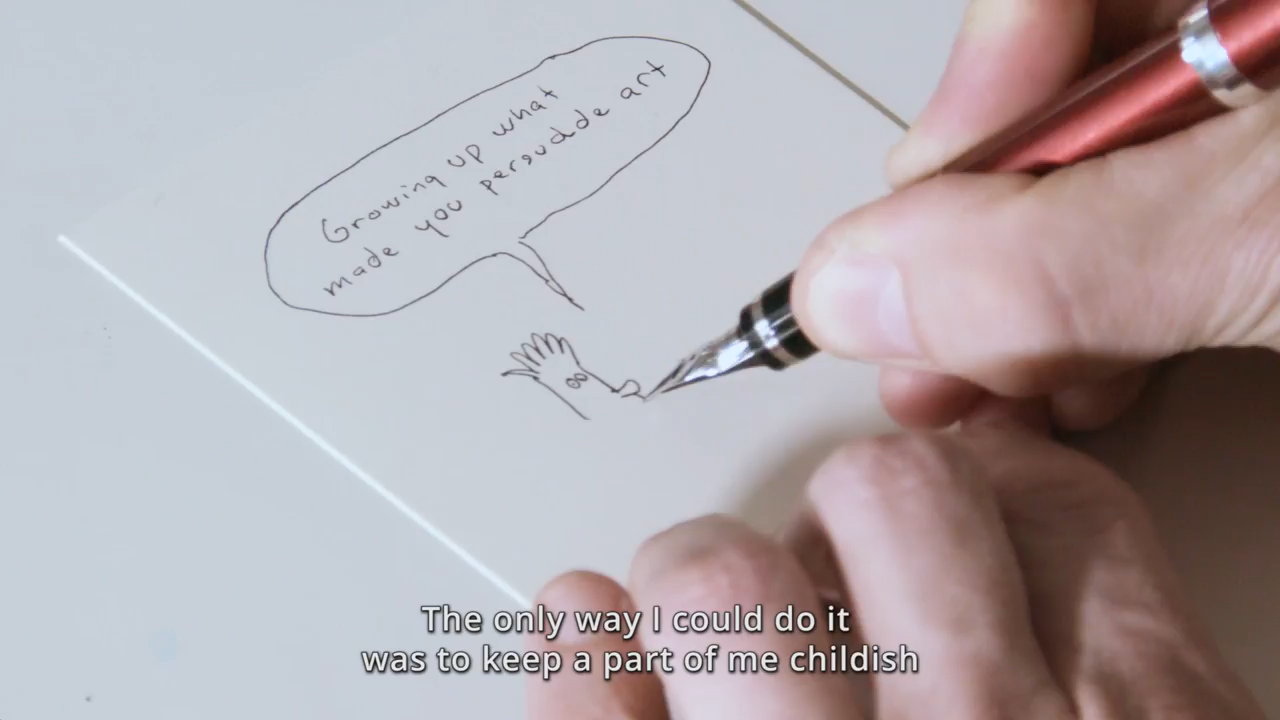 Growing up what
made you persudde art
The only way I could do it
was to keep a part of me childish